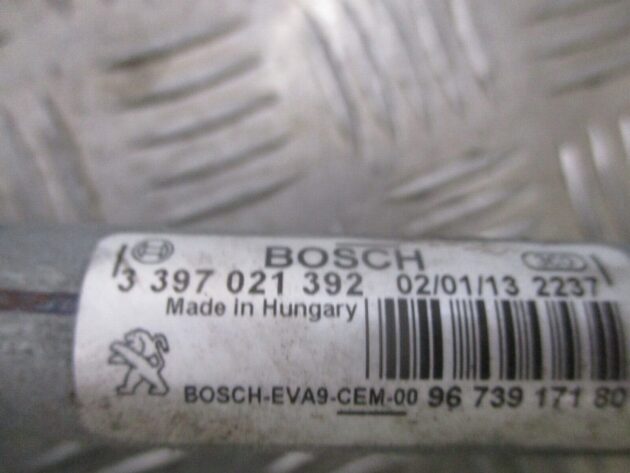 BOSCH
3 397 021 392 02/01/13 2237
Made in Hungary
BOSCH-EVA9-CEM-00 96 739 171 80